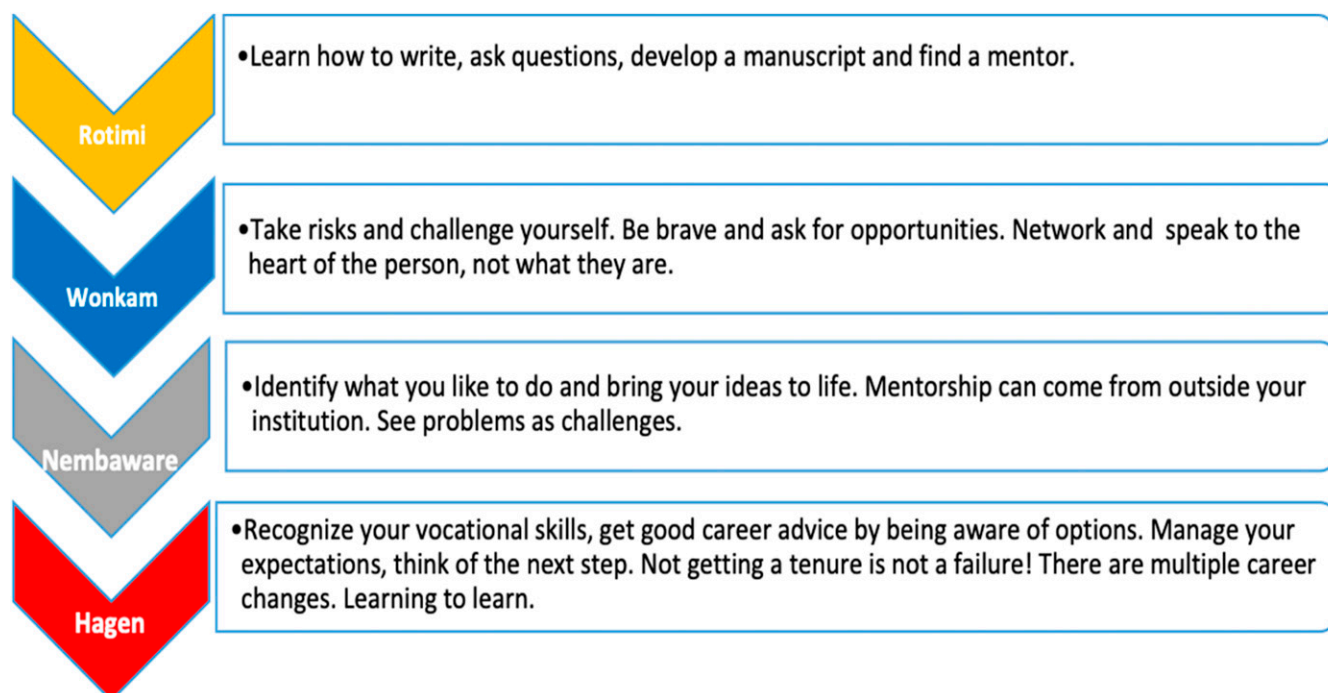 •Learn how to write, ask questions, develop a manuscript and find a mentor.
Rotimi
•Take risks and challenge yourself. Be brave and ask for opportunities. Network and speak to the
heart of the person, not what they are.
Wonkam
•Identify what you like to do and bring your ideas to life. Mentorship can come from outside your
institution. See problems as challenges.
Nembaware
•Recognize your vocational skills, get good career advice by being aware of options. Manage your
expectations, think of the next step. Not getting a tenure is not a failure! There are multiple career
changes. Learning to learn.
Hagen